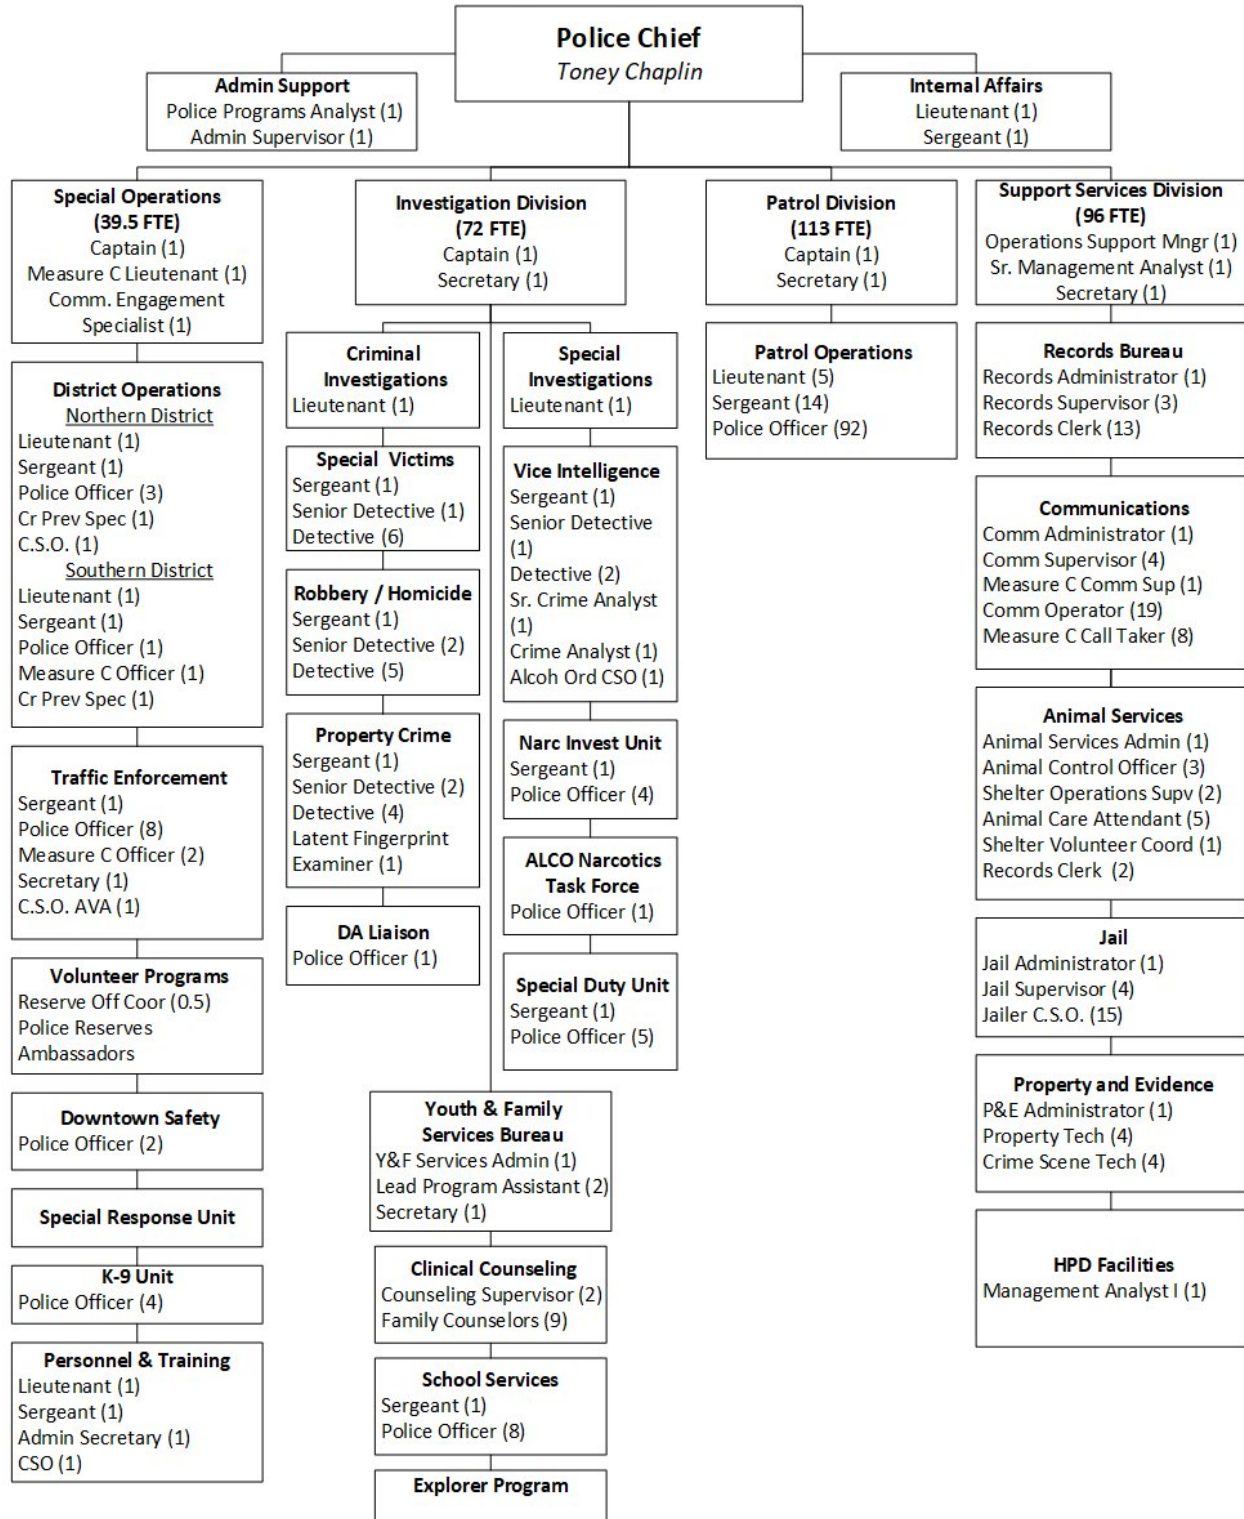 Police Chief
Toney Chaplin
Admin Support
Police Programs Analyst (1)
Admin Supervisor (1)
Internal Affairs
Lieutenant (1)
Sergeant (1)
Special Operations
(39.5 FTE)
Captain (1)
Measure C Lieutenant (1)
Comm. Engagement
Specialist (1)
District Operations
Northern District
Lieutenant (1)
Sergeant (1)
Police Officer (3)
Cr Prev Spec (1)
C.S.O. (1)
Southern District
Lieutenant (1)
Sergeant (1)
Police Officer (1)
Measure C Officer (1)
Cr Prev Spec (1)
Traffic Enforcement
Sergeant (1)
Police Officer (8)
Measure C Officer (2)
Secretary (1)
C.S.O. AVA (1)
Volunteer Programs
Reserve Off Coor (0.5)
Police Reserves
Ambassadors
Downtown Safety
Police Officer (2)
Special Response Unit
K-9 Unit
Police Officer (4)
Personnel & Training
Lieutenant (1)
Sergeant (1)
Admin Secretary (1)
CSO (1)
Investigation Division
(72 FTE)
Captain (1)
Secretary (1)
Criminal
Investigations
Lieutenant (1)
Special Victims
Sergeant (1)
Senior Detective (1)
Detective (6)
Robbery / Homicide
Sergeant (1)
Senior Detective (2)
Detective (5)
Property Crime
Sergeant (1)
Senior Detective (2)
Detective (4)
Latent Fingerprint
Examiner (1)
DA Liaison
Police Officer (1)
Special
Investigations
Lieutenant (1)
Vice Intelligence
Sergeant (1)
Senior Detective
(1)
Detective (2)
Sr. Crime Analyst
(1)
Crime Analyst (1)
Alcoh Ord CSO (1)
Narc Invest Unit
Sergeant (1)
Police Officer (4)
ALCO Narcotics
Task Force
Police Officer (1)
Special Duty Unit
Sergeant (1)
Police Officer (5)
Youth & Family
Services Bureau
Y&F Services Admin (1)
Lead Program Assistant (2)
Secretary (1)
Clinical Counseling
Counseling Supervisor (2)
Family Counselors (9)
School Services
Sergeant (1)
Police Officer (8)
Explorer Program
Patrol Division
(113 FTE)
Captain (1)
Secretary (1)
Patrol Operations
Lieutenant (5)
Sergeant (14)
Police Officer (92)
Support Services Division
(96 FTE)
Operations Support Mngr (1)
Sr. Management Analyst (1)
Secretary (1)
Records Bureau
Records Administrator (1)
Records Supervisor (3)
Records Clerk (13)
Communications
Comm Administrator (1)
Comm Supervisor (4)
Measure C Comm Sup (1)
Comm Operator (19)
Measure C Call Taker (8)
Animal Services
Animal Services Admin (1)
Animal Control Officer (3)
Shelter Operations Supv (2)
Animal Care Attendant (5)
Shelter Volunteer Coord (1)
Records Clerk (2)
Jail
Jail Administrator (1)
Jail Supervisor (4)
Jailer C.S.O. (15)
Property and Evidence
P&E Administrator (1)
Property Tech (4)
Crime Scene Tech (4)
HPD Facilities
Management Analyst I (1)